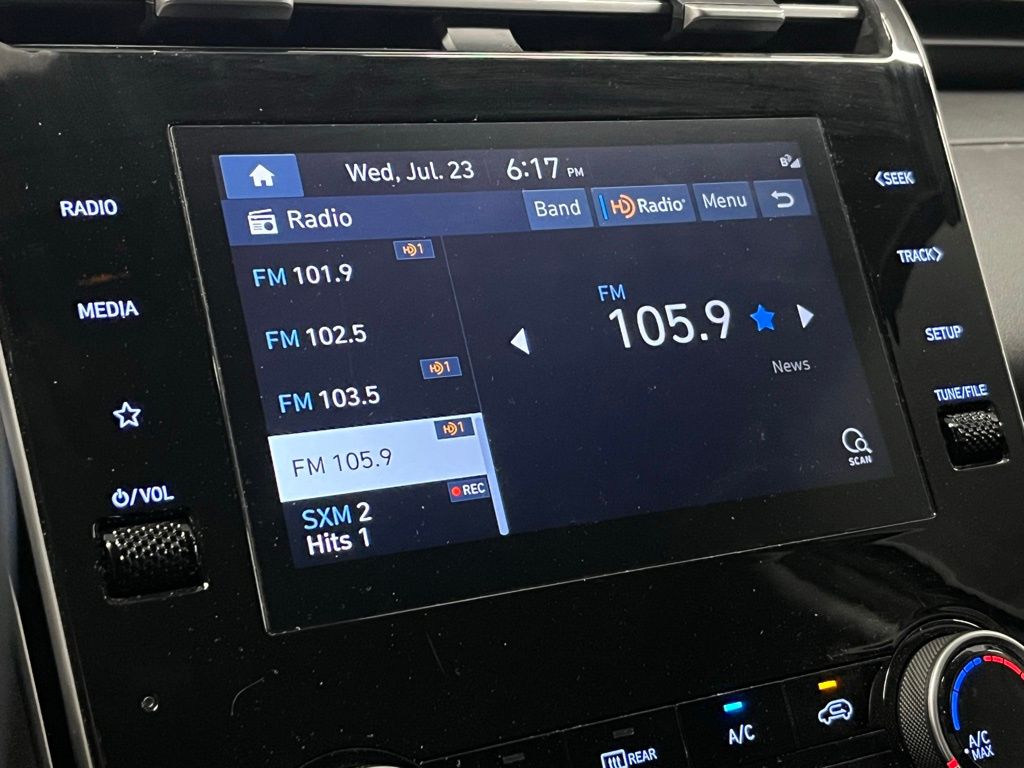 Wed, Jul. 23 6:17 PM
Radio Band HD Radio Menu
HD1
FM 101.9
FM 102.5
HD1
FM 103.5
HD1
FM 105.9
REC
SXM 2
Hits 1
FM
105.9
News
SCAN
RADIO
MEDIA
/VOL
SEEK
TRACK
SETUP
TUNE/FILE
REAR
A/C
A/C
MAX